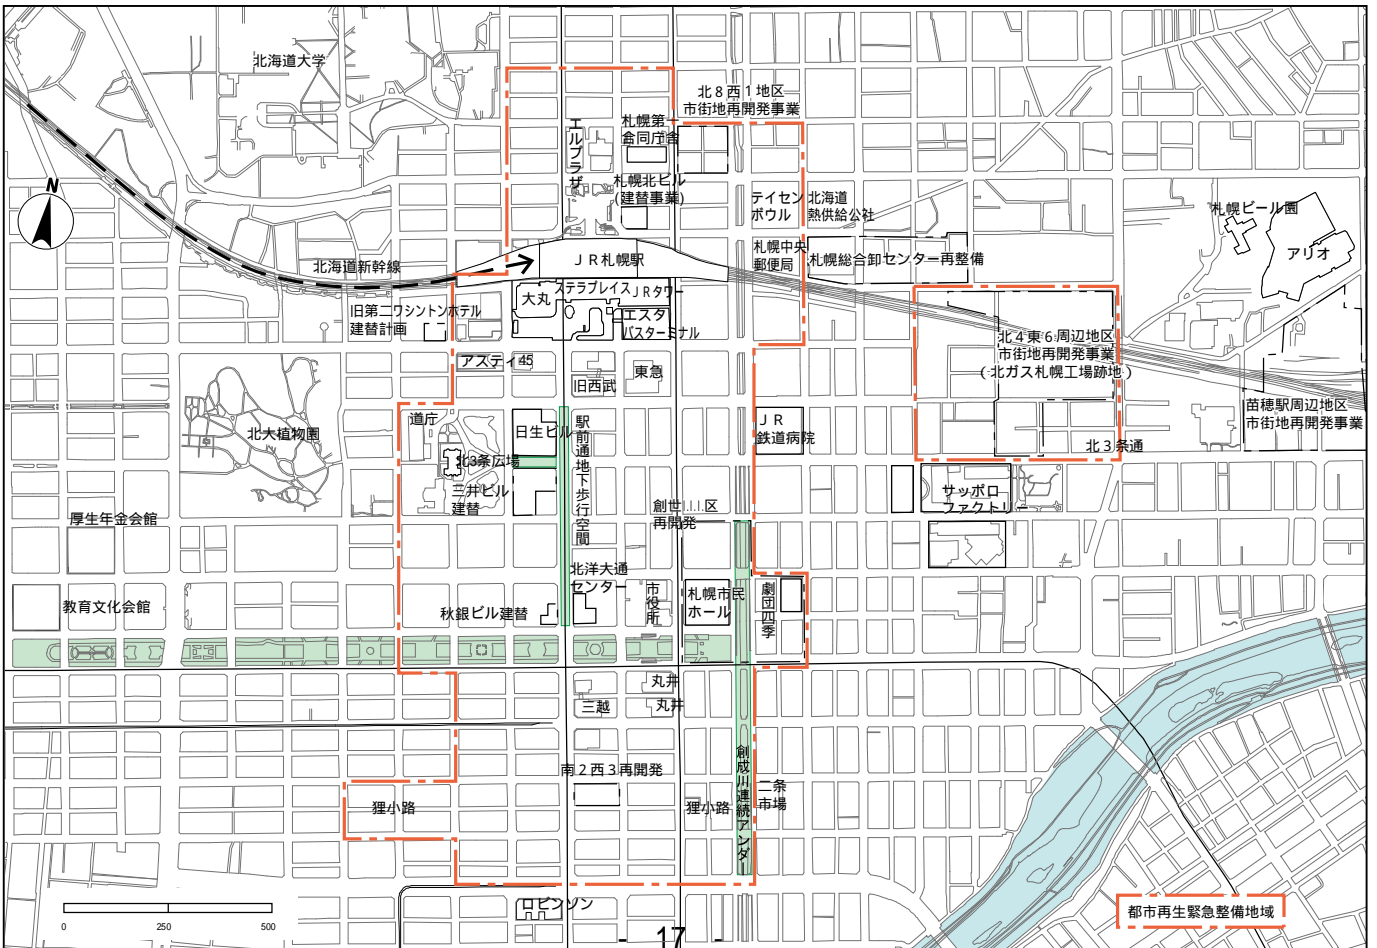 北海道大学
北８西１地区
市街地再開発事業
エルプラザ
札幌第一
合同庁舎
札幌北ビル
(建替事業)
テイセン
ボウル
北海道
熱供給公社
札幌中央
郵便局
札幌総合卸センター再整備
札幌ビール園
アリオ
N
北海道新幹線
ＪＲ札幌駅
大丸
ステラプレイス
ＪＲタワー
エスタ
バスターミナル
旧第二ワシントンホテル
建替計画
アスティ45
旧西武
東急
北４東６周辺地区
市街地再開発事業
（北ガス札幌工場跡地）
苗穂駅周辺地区
市街地再開発事業
北３条通
道庁
日生ビル
駅前通地下歩行空間
ＪＲ
鉄道病院
北大植物園
北3条広場
三井ビル
建替
創世1.1.1.区
再開発
サッポロ
ファクトリー
厚生年金会館
北洋大通
センター
市役所
札幌市民
ホール
劇団四季
教育文化会館
秋銀ビル建替
丸井
三越
丸井
南２西３再開発
創成川連続アンダー
二条
市場
狸小路
狸小路
ロビンソン
都市再生緊急整備地域
0 250 500
- 17 -